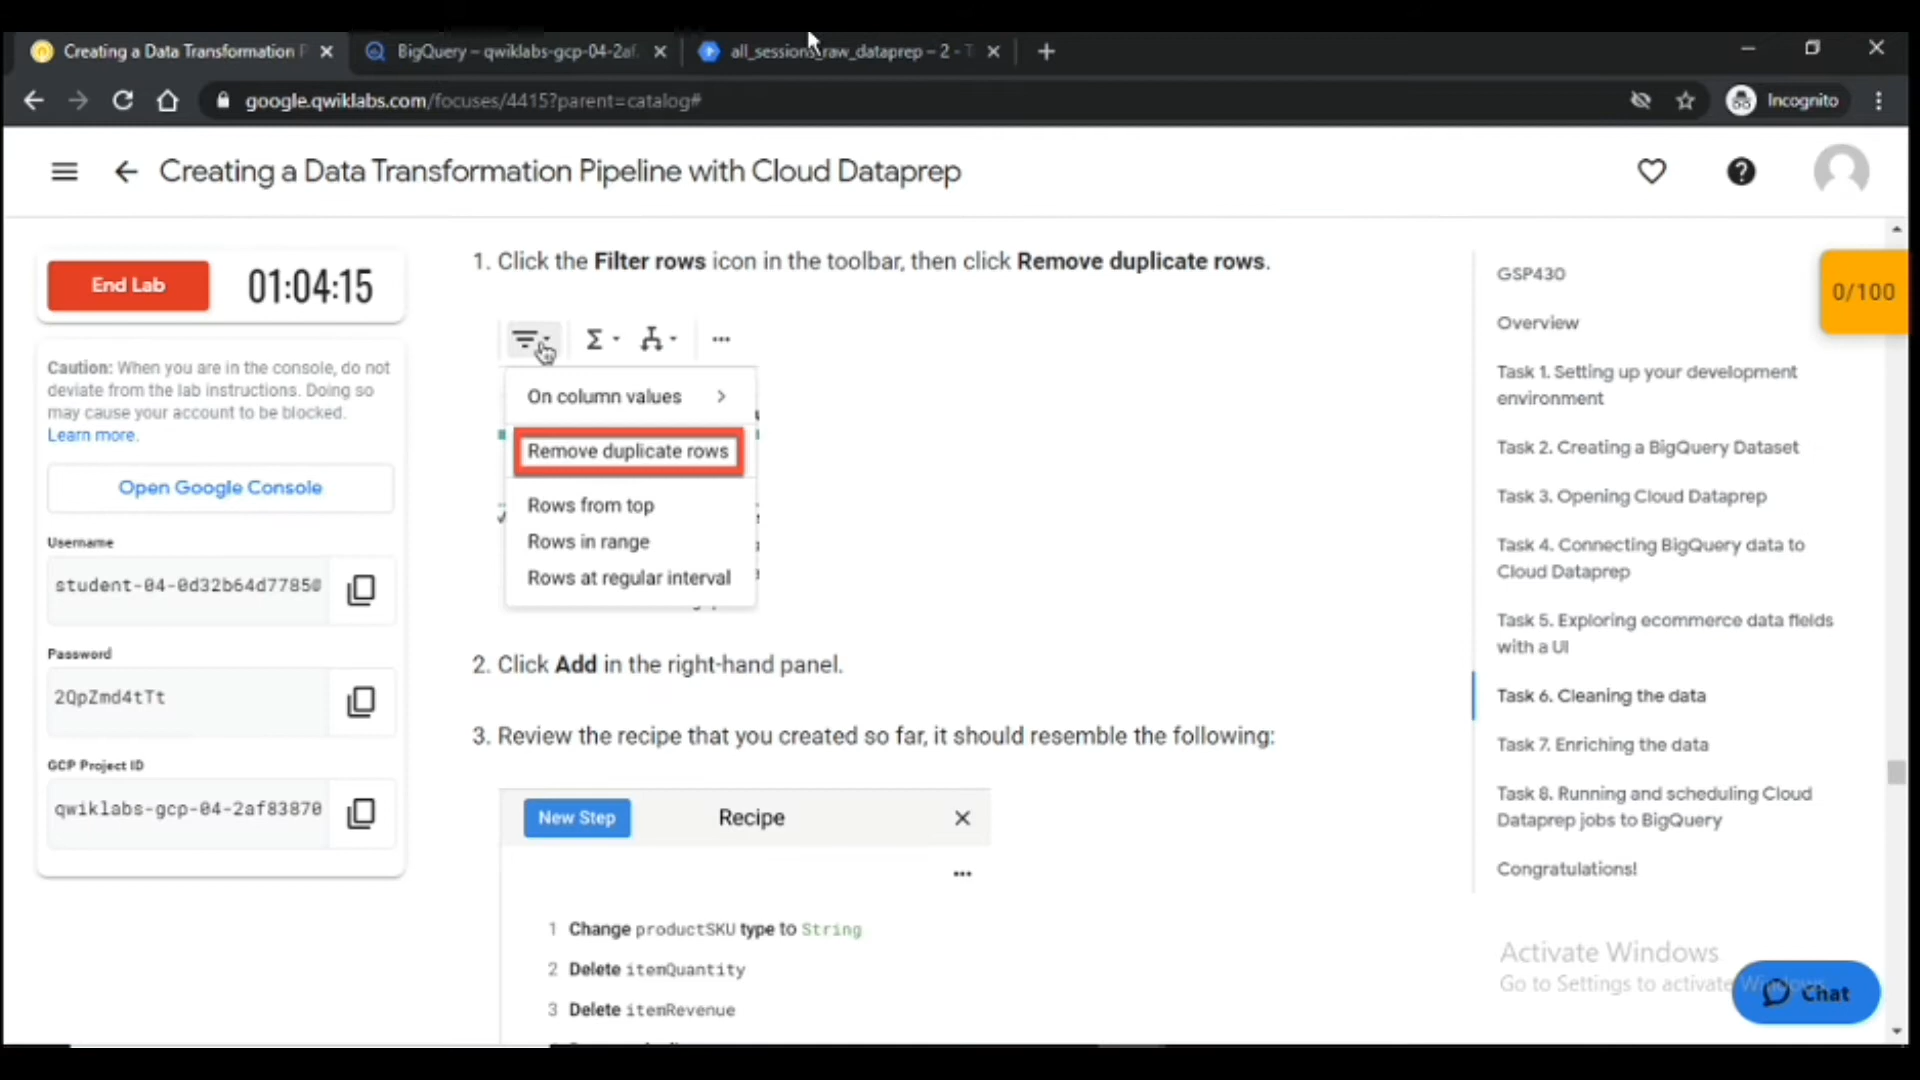 Creating a Data Transformation P
BigQuery – qwiklabs-gcp-04-2af
all_sessions_raw_dataprep – 2 - T
google.qwiklabs.com/focuses/4415?parent=catalog#
Incognito
Creating a Data Transformation Pipeline with Cloud Dataprep
End Lab
01:04:15
Caution: When you are in the console, do not
deviate from the lab instructions. Doing so
may cause your account to be blocked.
Learn more.
Open Google Console
Username
student-04-0d32b64d7785@
Password
2QpZmd4tTt
GCP Project ID
qwiklabs-gcp-04-2af83870
1. Click the Filter rows icon in the toolbar, then click Remove duplicate rows.
On column values
Remove duplicate rows
Rows from top
Rows in range
Rows at regular interval
2. Click Add in the right-hand panel.
3. Review the recipe that you created so far, it should resemble the following:
New Step
Recipe
1 Change productSKU type to String
2 Delete itemQuantity
3 Delete itemRevenue
GSP430
Overview
Task 1. Setting up your development
environment
Task 2. Creating a BigQuery Dataset
Task 3. Opening Cloud Dataprep
Task 4. Connecting BigQuery data to
Cloud Dataprep
Task 5. Exploring ecommerce data fields
with a UI
Task 6. Cleaning the data
Task 7. Enriching the data
Task 8. Running and scheduling Cloud
Dataprep jobs to BigQuery
Congratulations!
0/100
Activate Windows
Go to Settings to activate Windows.
Chat